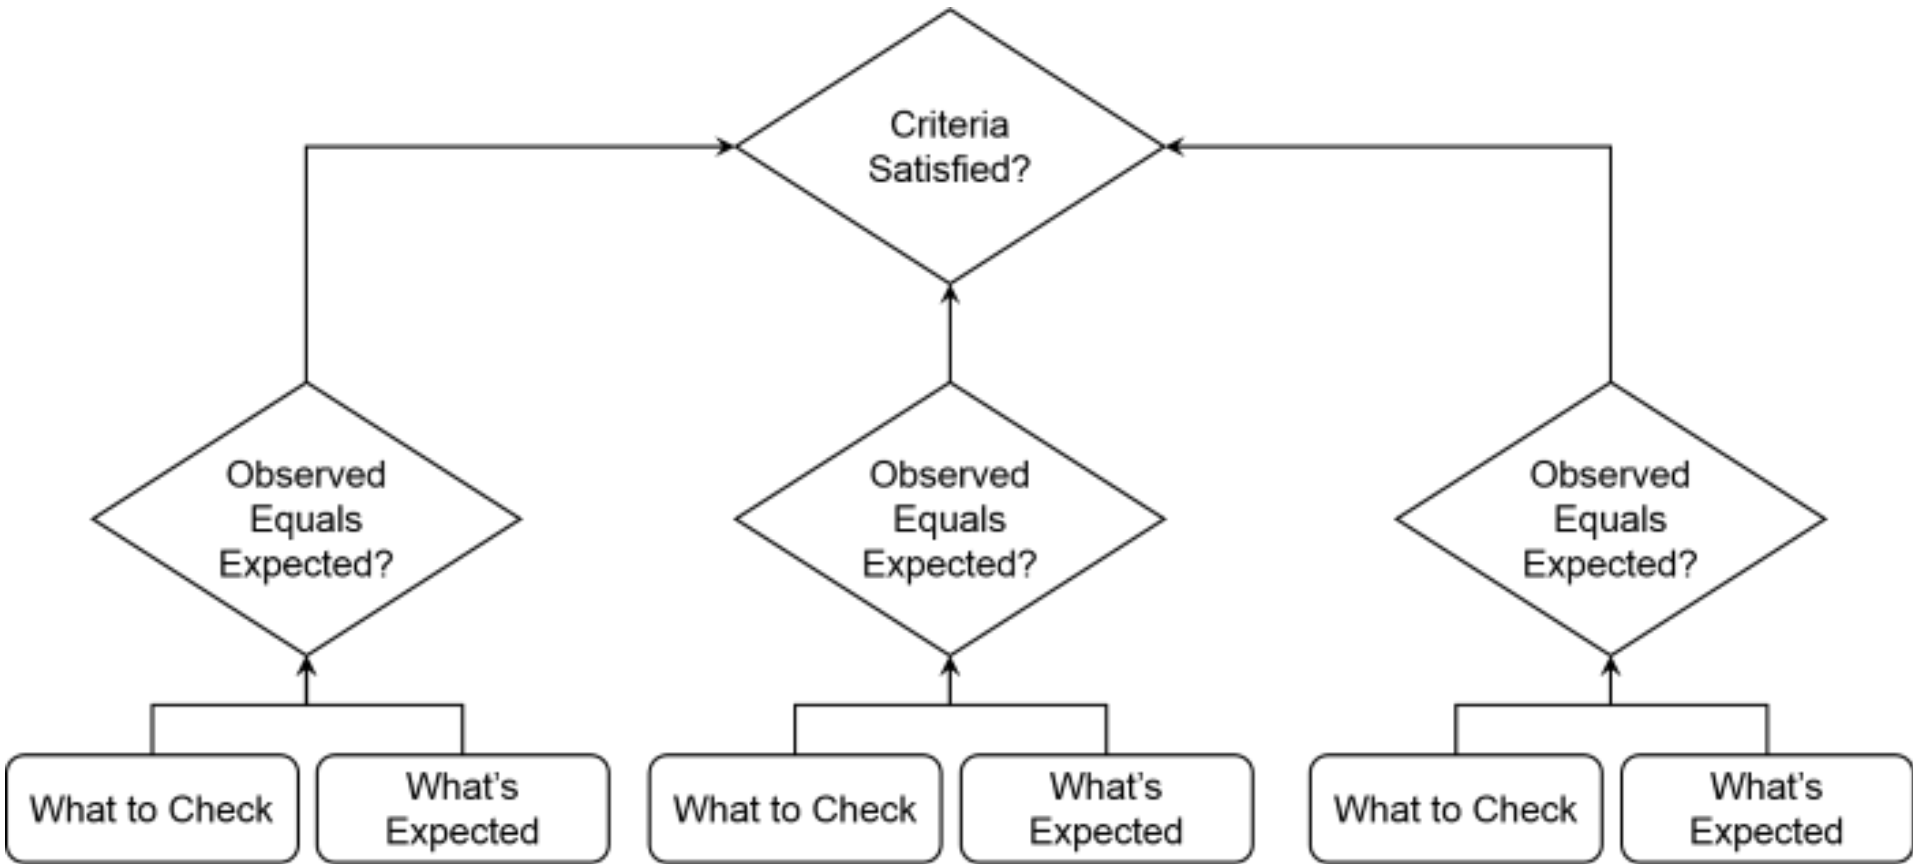 Criteria
Satisfied?
Observed
Equals
Expected?
Observed
Equals
Expected?
Observed
Equals
Expected?
What to Check
What’s
Expected
What to Check
What’s
Expected
What to Check
What’s
Expected